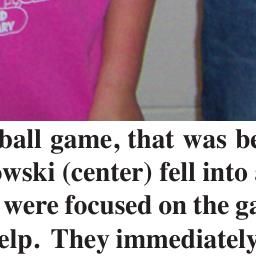 ball game, that was be
owski (center) fell into
were focused on the ga
elp. They immediately